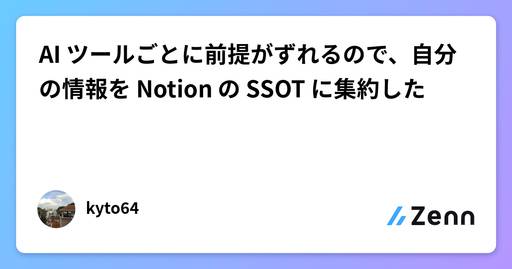 AI ツールごとに前提がずれるので、自分
の情報を Notion の SSOT に集約した
kyto64
Zenn